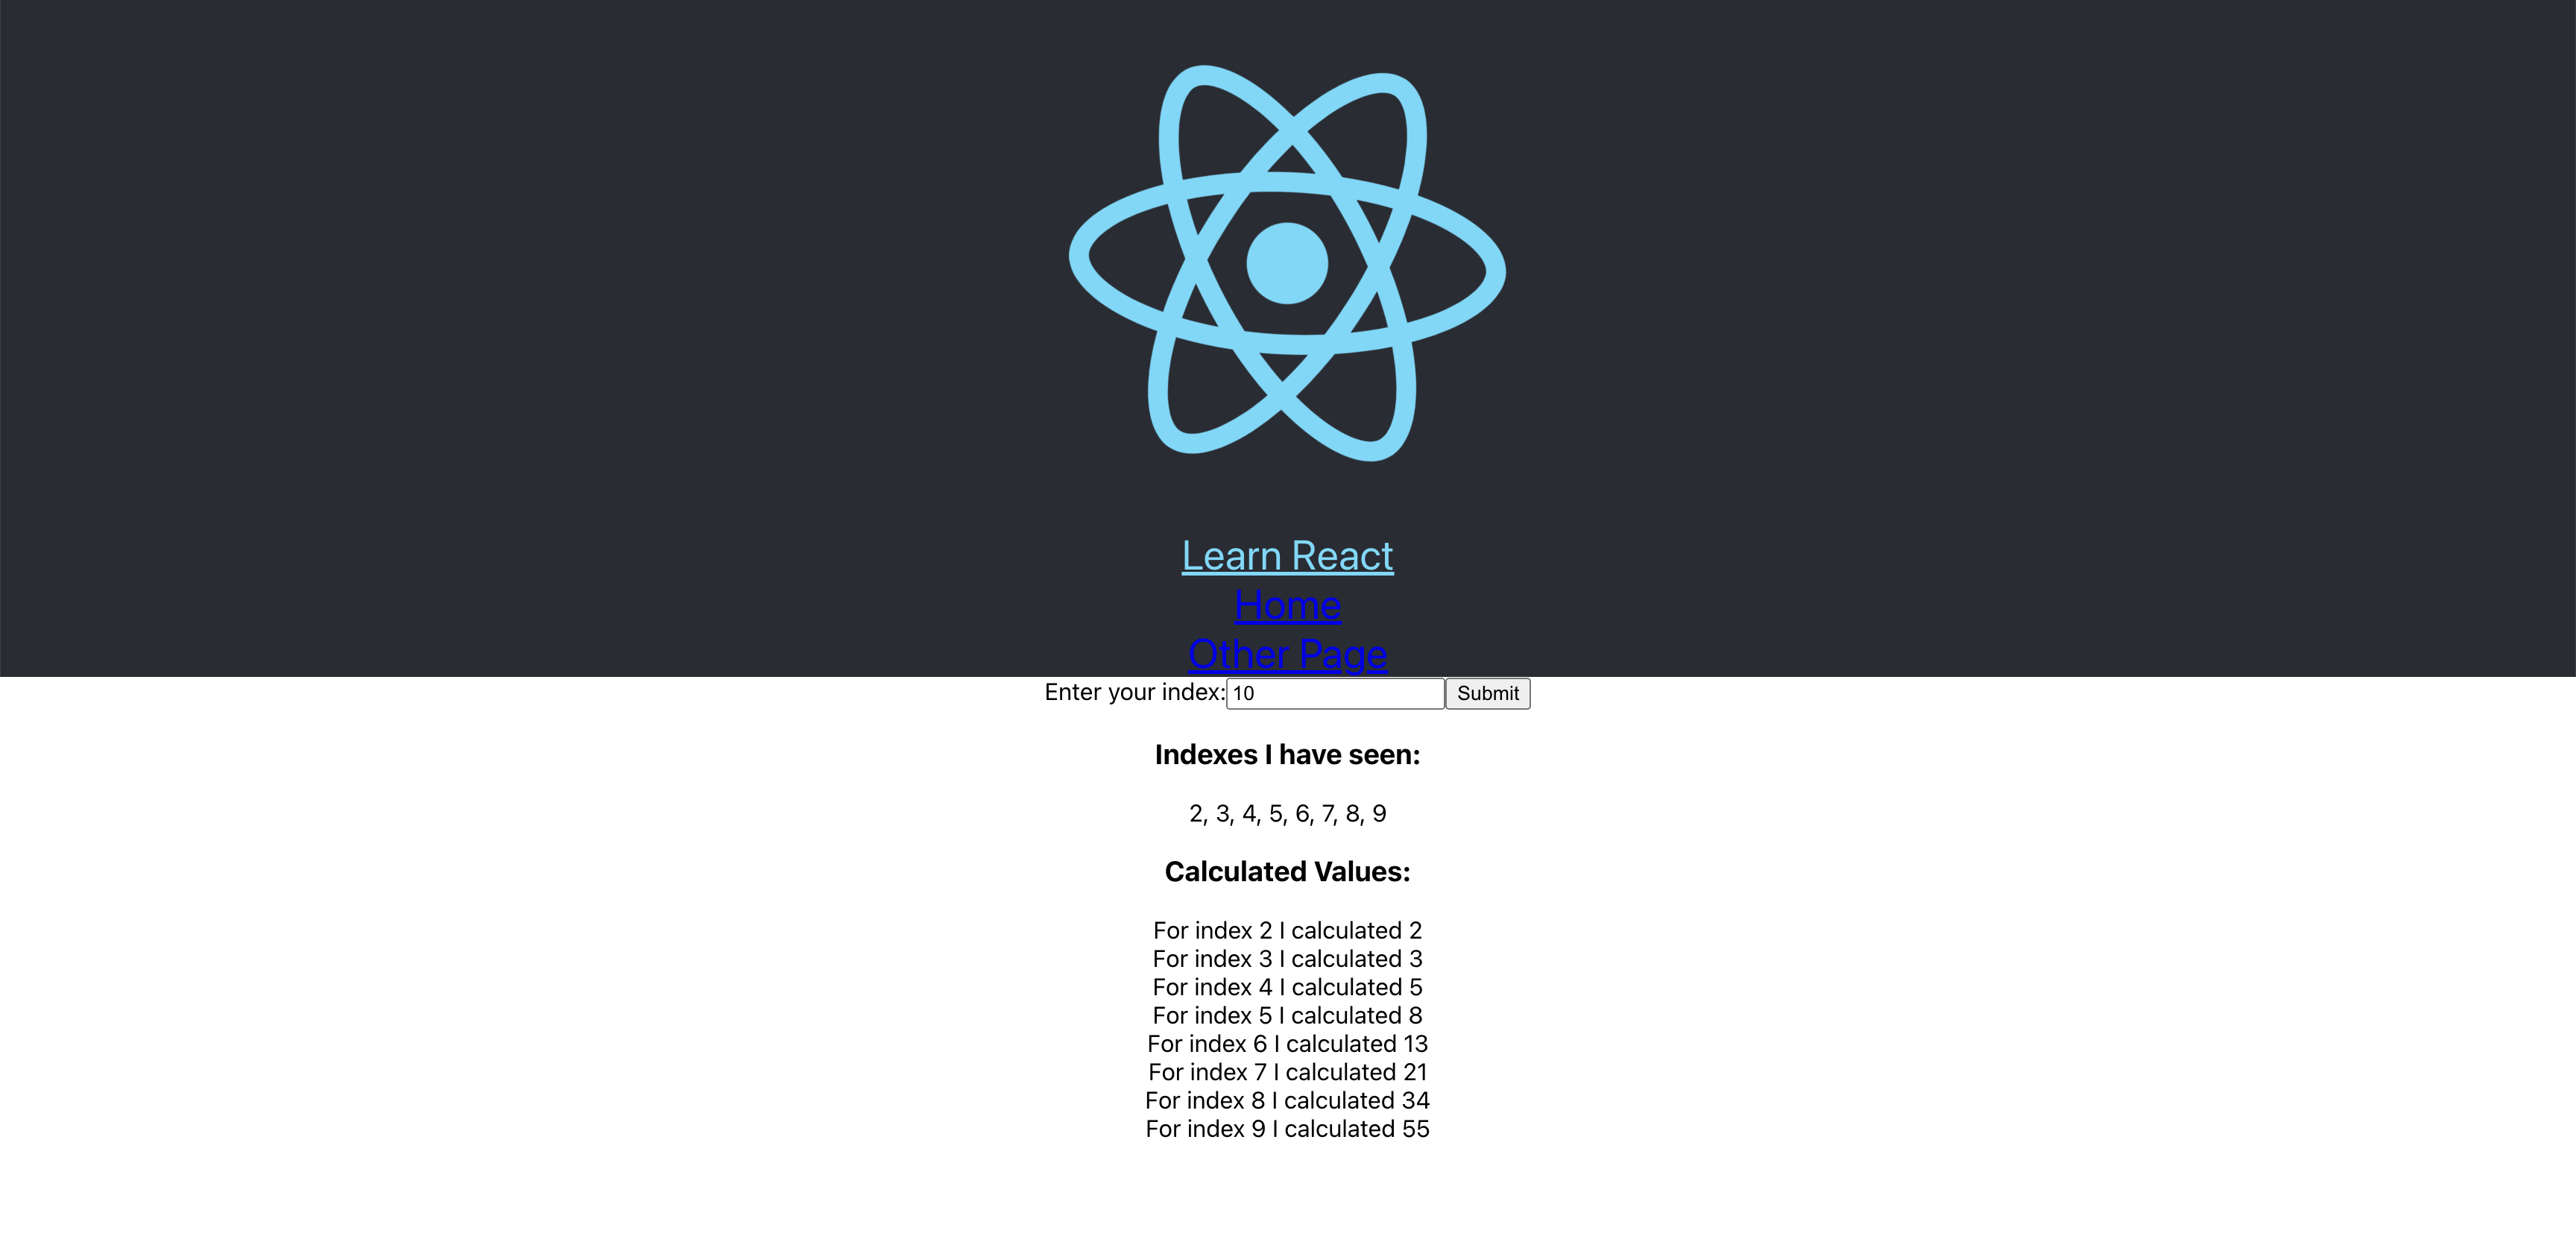 Learn React
Home
Other Page
Enter your index: 10 Submit
Indexes I have seen:
2, 3, 4, 5, 6, 7, 8, 9
Calculated Values:
For index 2 I calculated 2
For index 3 I calculated 3
For index 4 I calculated 5
For index 5 I calculated 8
For index 6 I calculated 13
For index 7 I calculated 21
For index 8 I calculated 34
For index 9 I calculated 55